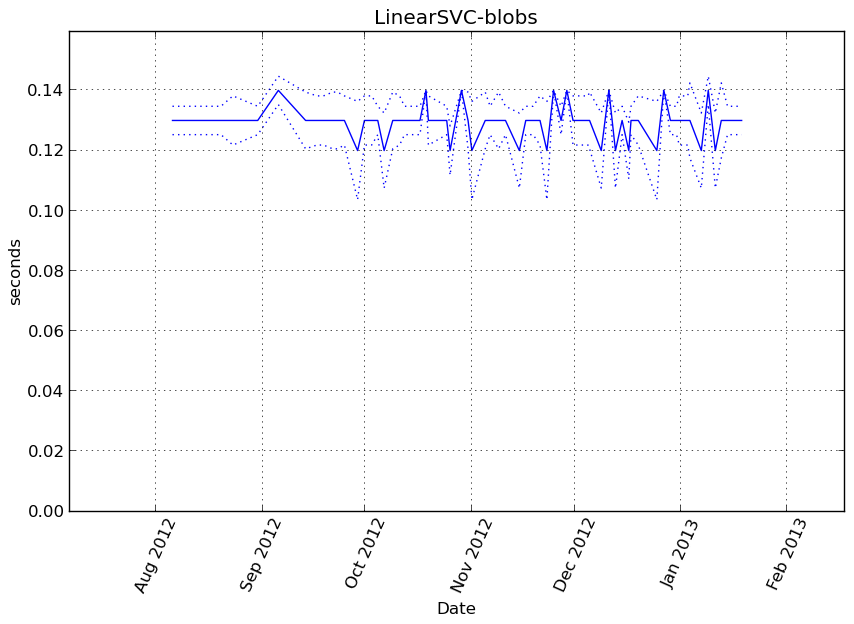 LinearSVC-blobs
0.14
0.12
0.10
0.08
0.06
0.04
0.02
0.00
seconds
Aug 2012
Sep 2012
Oct 2012
Nov 2012
Dec 2012
Jan 2013
Feb 2013
Date